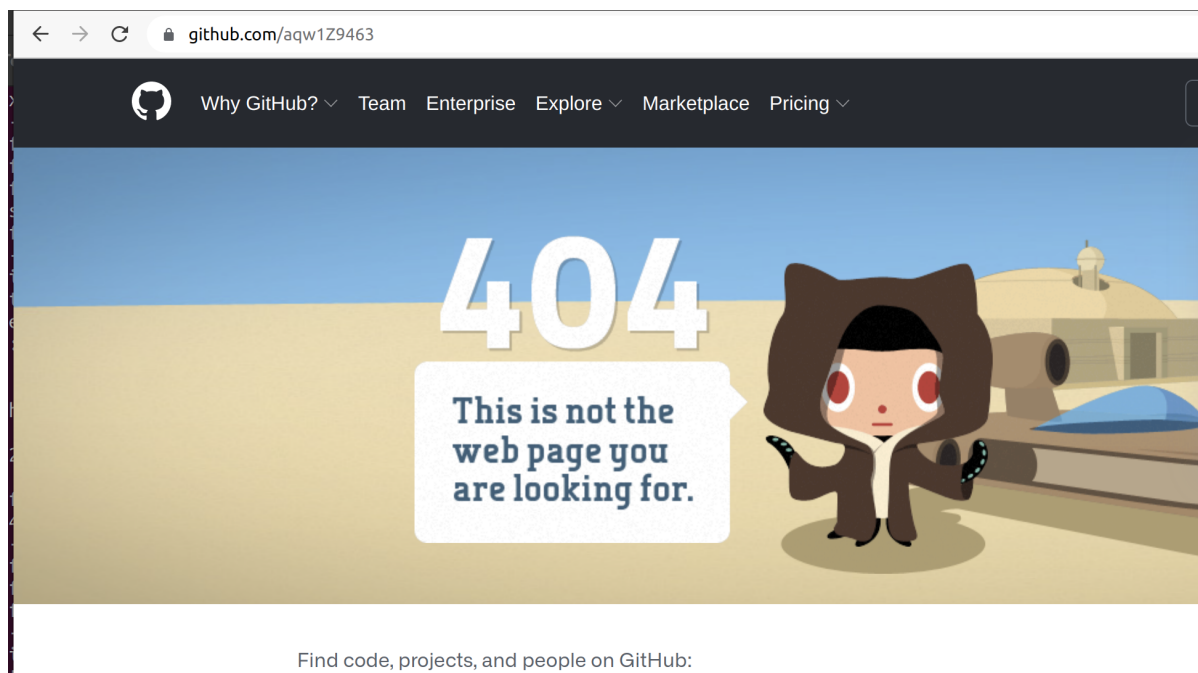 github.com/aqw1Z9463
Why GitHub? Team Enterprise Explore Marketplace Pricing
404
This is not the
web page you
are looking for.
Find code, projects, and people on GitHub: